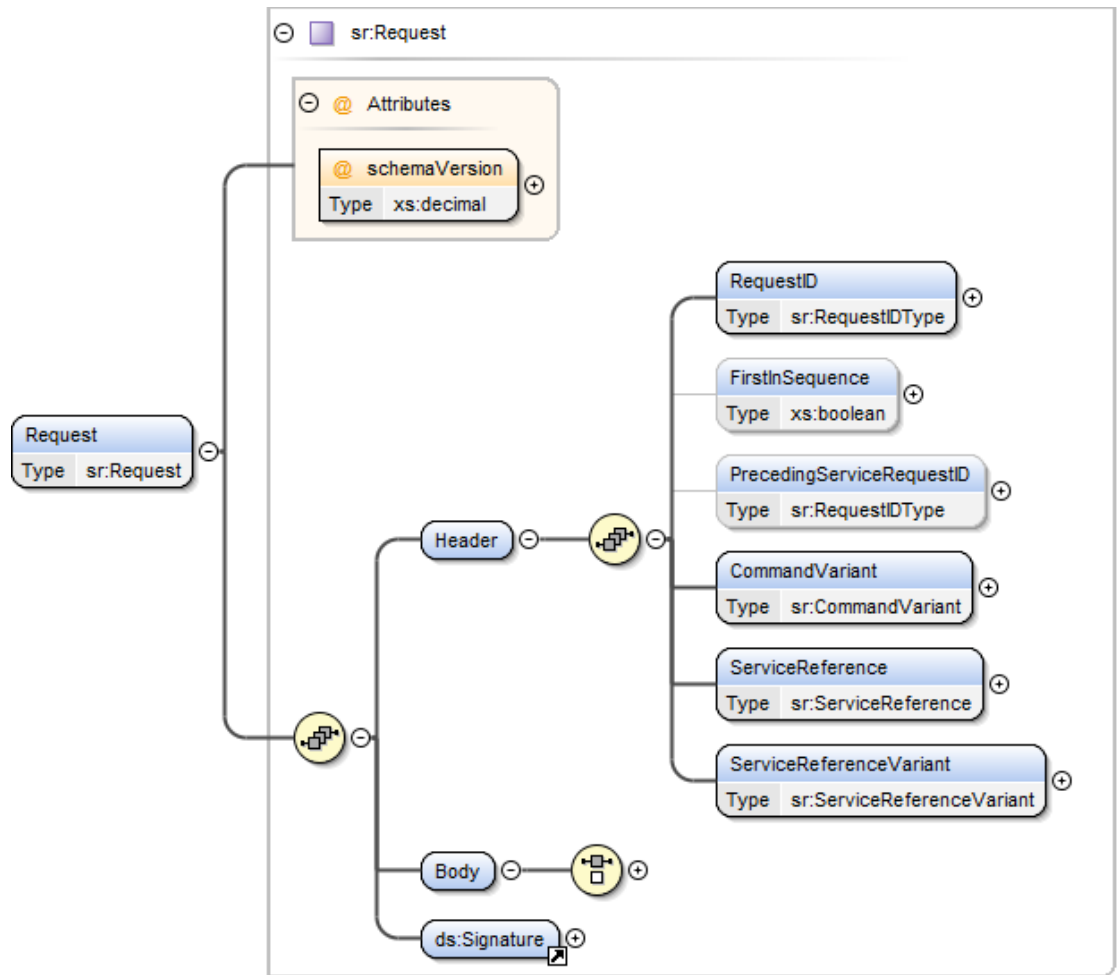 sr:Request
@ Attributes
@ schemaVersion
Type xs:decimal
RequestID
Type sr:RequestIDType
FirstInSequence
Type xs:boolean
Request
Type sr:Request
PrecedingServiceRequestID
Type sr:RequestIDType
Header
CommandVariant
Type sr:CommandVariant
ServiceReference
Type sr:ServiceReference
ServiceReferenceVariant
Type sr:ServiceReferenceVariant
Body
ds:Signature